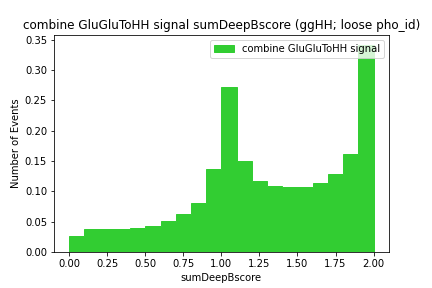 combine GluGluToHH signal sumDeepBscore (ggHH; loose pho_id)
combine GluGluToHH signal
Number of Events
0.35
0.30
0.25
0.20
0.15
0.10
0.05
0.00
0.00 0.25 0.50 0.75 1.00 1.25 1.50 1.75 2.00
sumDeepBscore